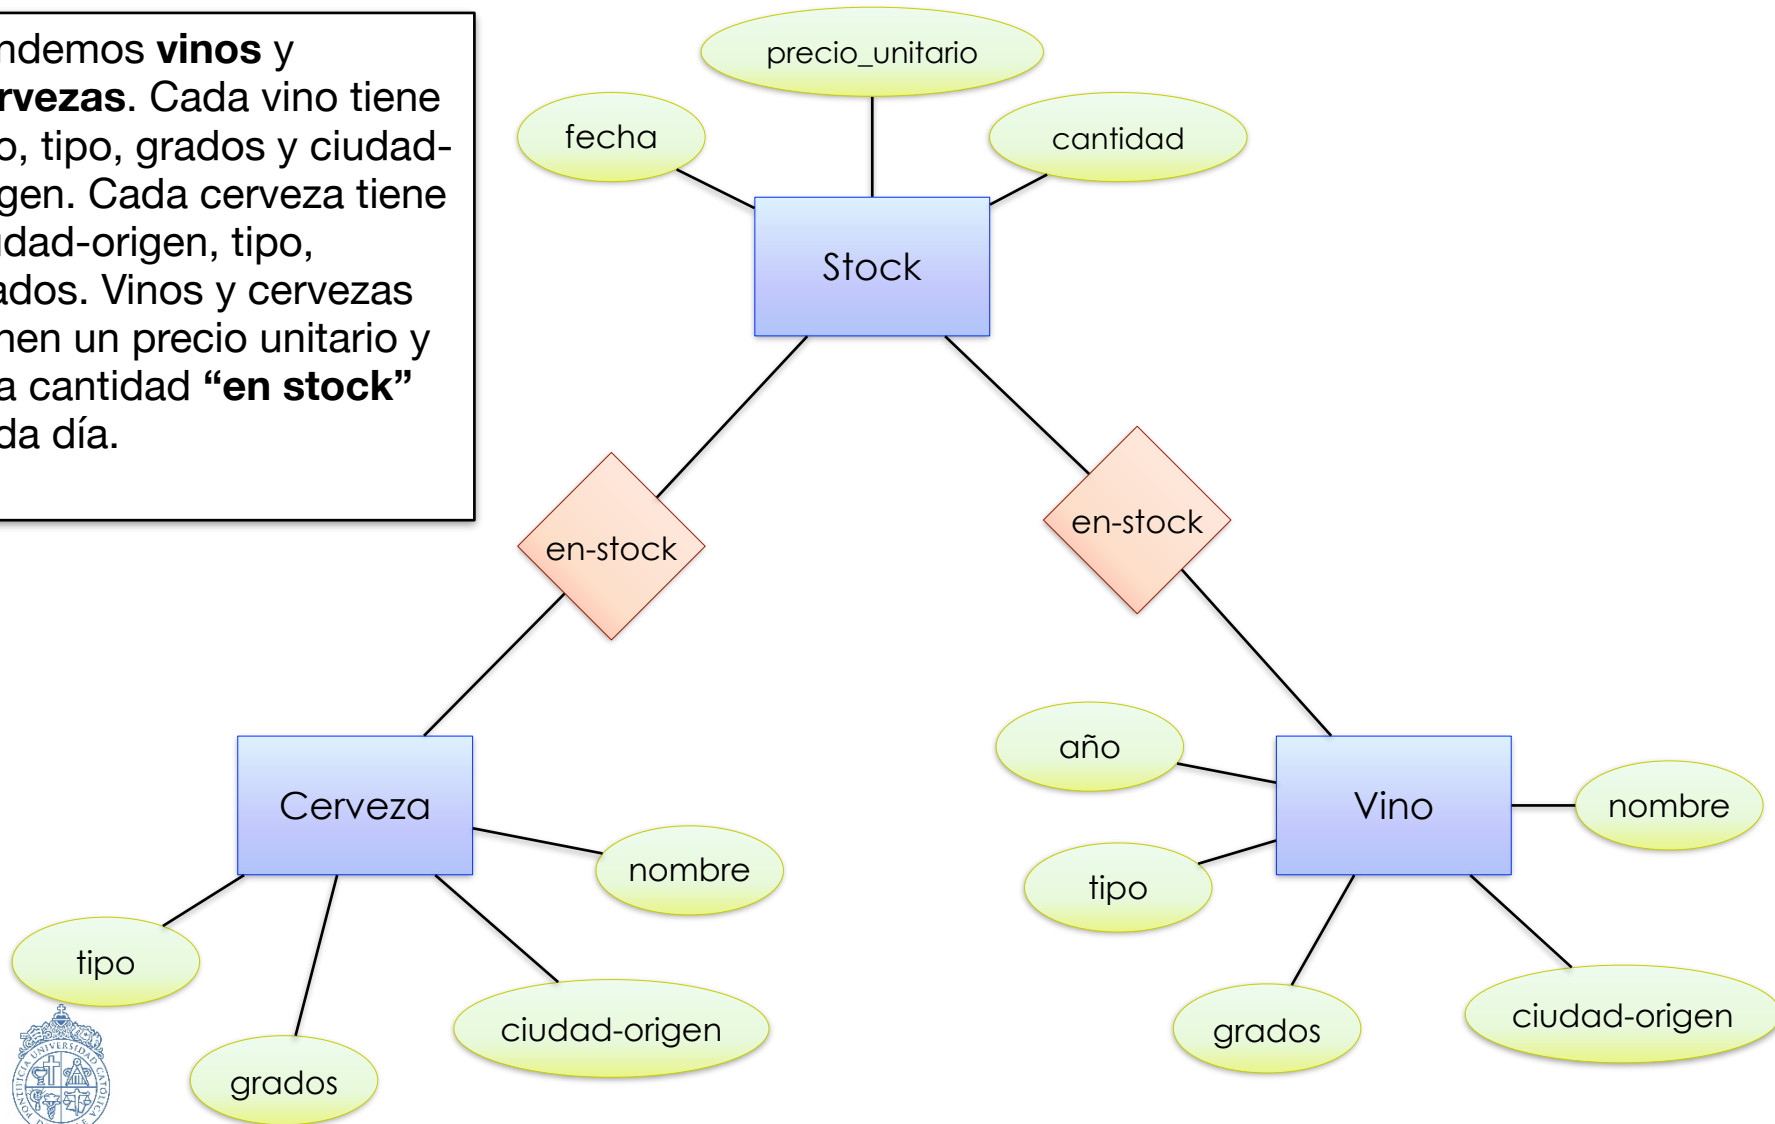 ndemos vinos y
rvezas. Cada vino tiene
o, tipo, grados y ciudad-
gen. Cada cerveza tiene
udad-origen, tipo,
ados. Vinos y cervezas
nen un precio unitario y
a cantidad “en stock”
da día.
precio_unitario
fecha
cantidad
Stock
en-stock
en-stock
Cerveza
nombre
tipo
ciudad-origen
grados
año
Vino
nombre
tipo
grados
ciudad-origen